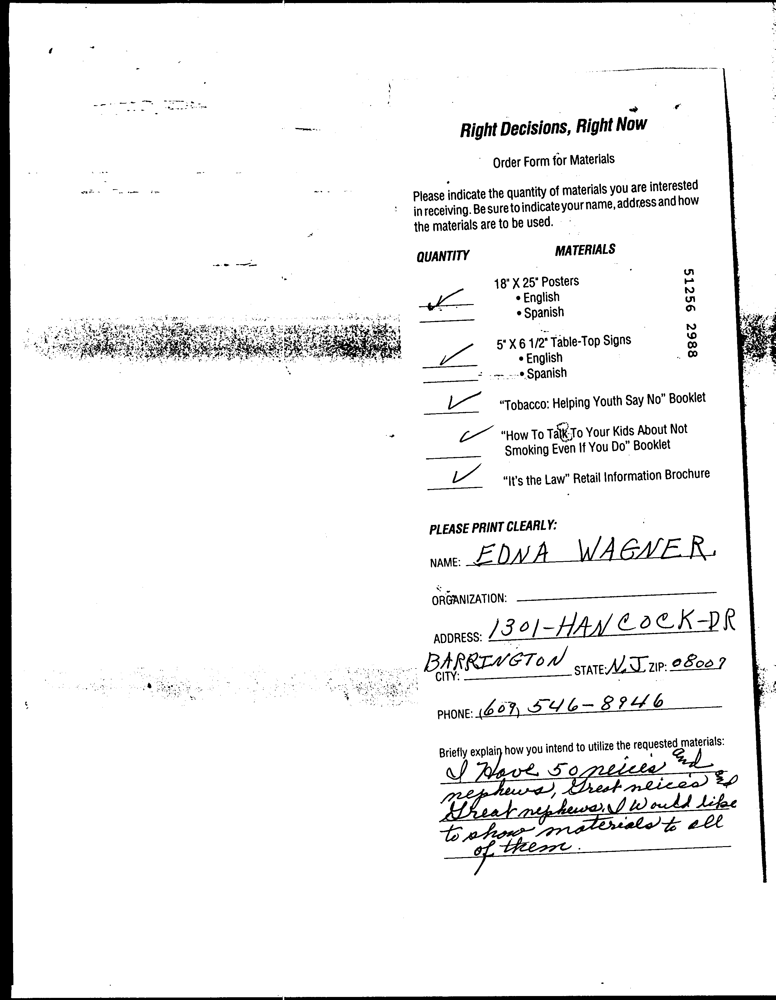 Right Decisions, Right Now
Order Form for Materials
Please indicate the quantity of materials you are interested
in receiving. Be sure to indicate your name, address and how
the materials are to be used.
QUANTITY MATERIALS
✓ 18" X 25" Posters
• English
• Spanish
✓ 5" X 6 1/2" Table-Top Signs
• English
• Spanish
✓ "Tobacco: Helping Youth Say No" Booklet
✓ "How To Talk To Your Kids About Not
Smoking Even If You Do" Booklet
✓ "It's the Law" Retail Information Brochure
51256 2988
PLEASE PRINT CLEARLY:
NAME: EDNA WAGNER
ORGANIZATION:
ADDRESS: 1301-HANCOCK-DR
BARRINGTON
CITY: STATE: N.J. ZIP: 08007
PHONE: (609) 546-8946
Briefly explain how you intend to utilize the requested materials:
I Have 50 neices and
nephews, Great neices &
Great nephews. I would like
to show materials to all
of them.